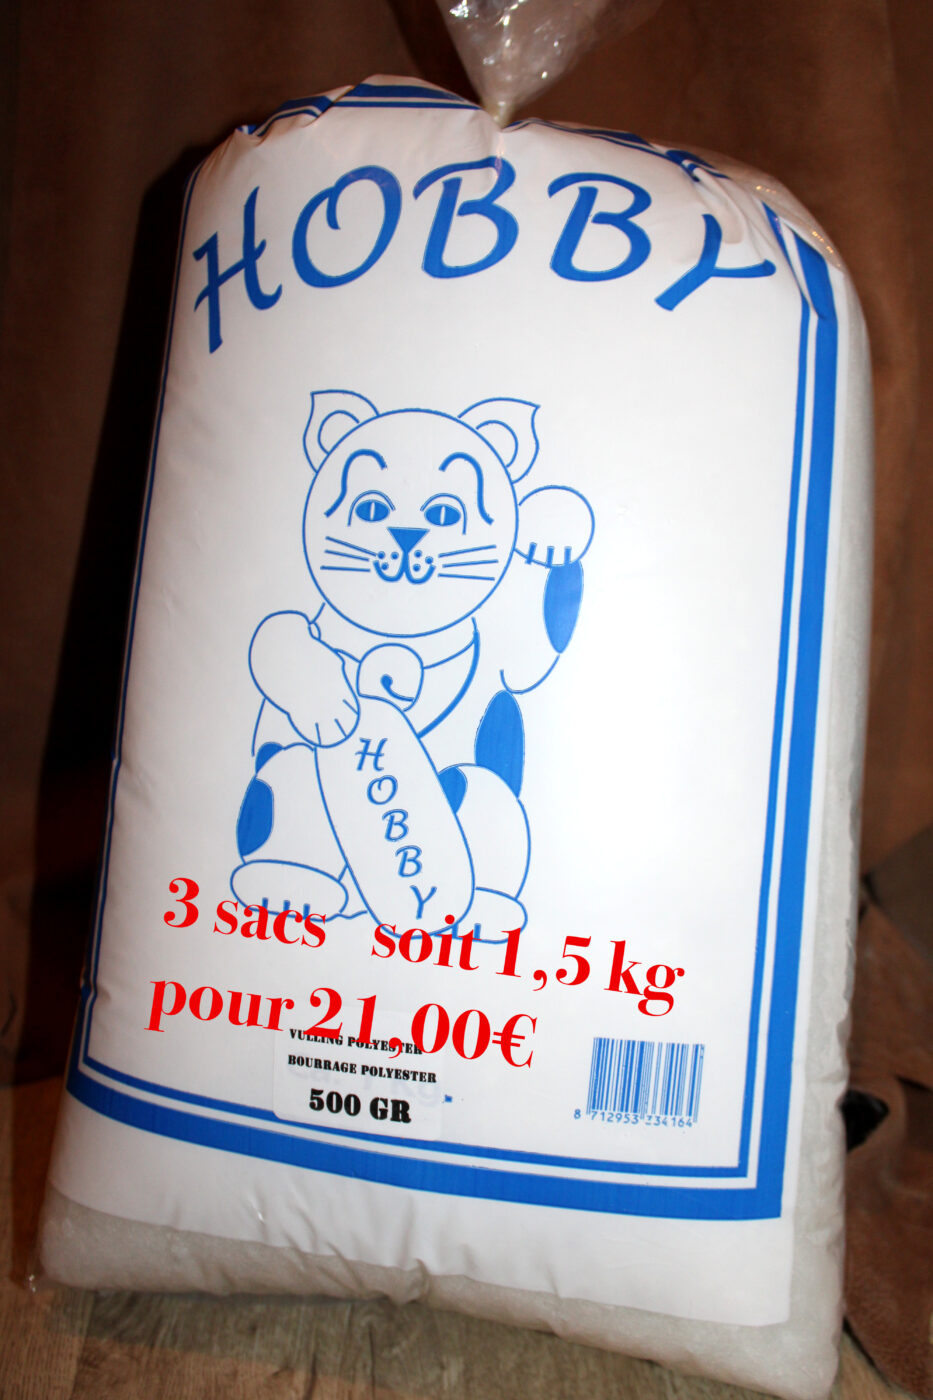 HOBBY
HOBBY
3 sacs soit 1,5 kg
pour 21,00€
VULLING POLYESTER
BOURRAGE POLYESTER
500 GR
8 712953 334164